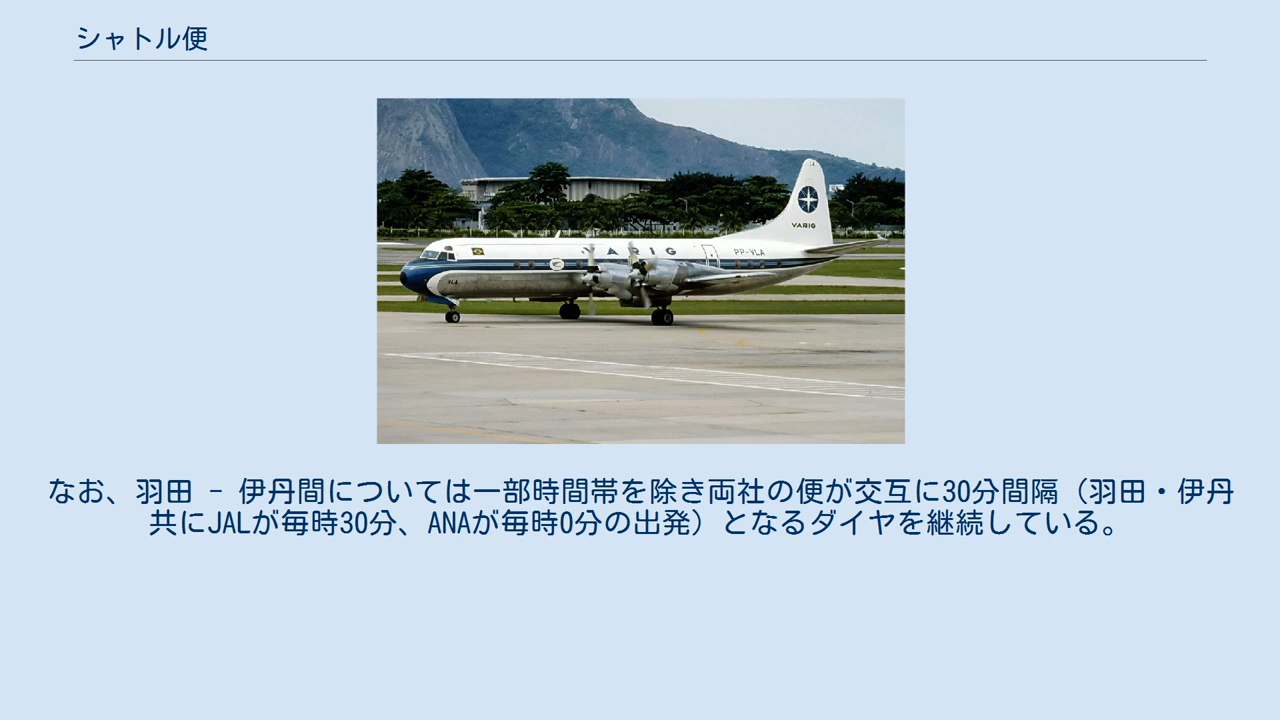 シャトル便
VARIG
VARIG
PP-VLA
VLA
なお、羽田 - 伊丹間については一部時間帯を除き両社の便が交互に30分間隔（羽田・伊丹
共にJALが毎時30分、ANAが毎時0分の出発）となるダイヤを継続している。